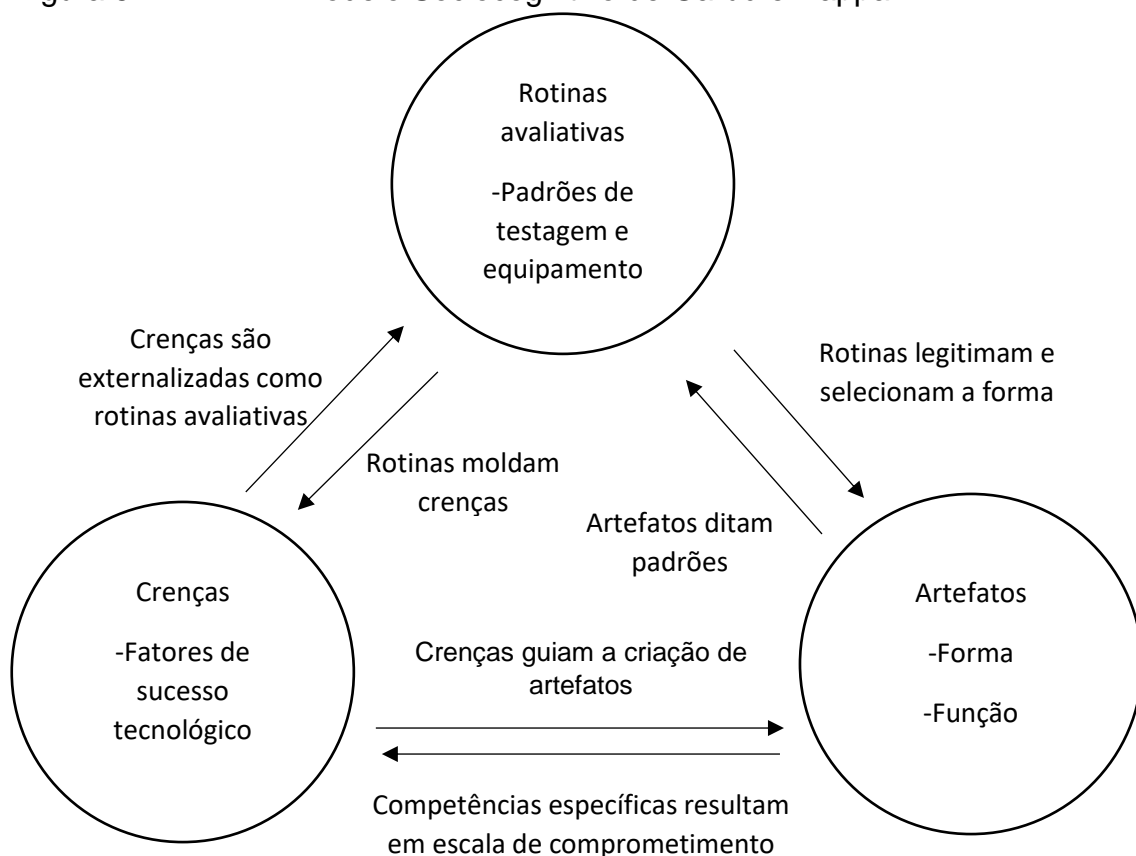 Rotinas
avaliativas
-Padrões de
testagem e
equipamento
Crenças são
externalizadas como
rotinas avaliativas
Rotinas legitimam e
selecionam a forma
Rotinas moldam
crenças
Artefatos ditam
padrões
Crenças
-Fatores de
sucesso
tecnológico
Crenças guiam a criação de
artefatos
Artefatos
-Forma
-Função
Competências específicas resultam
em escala de comprometimento